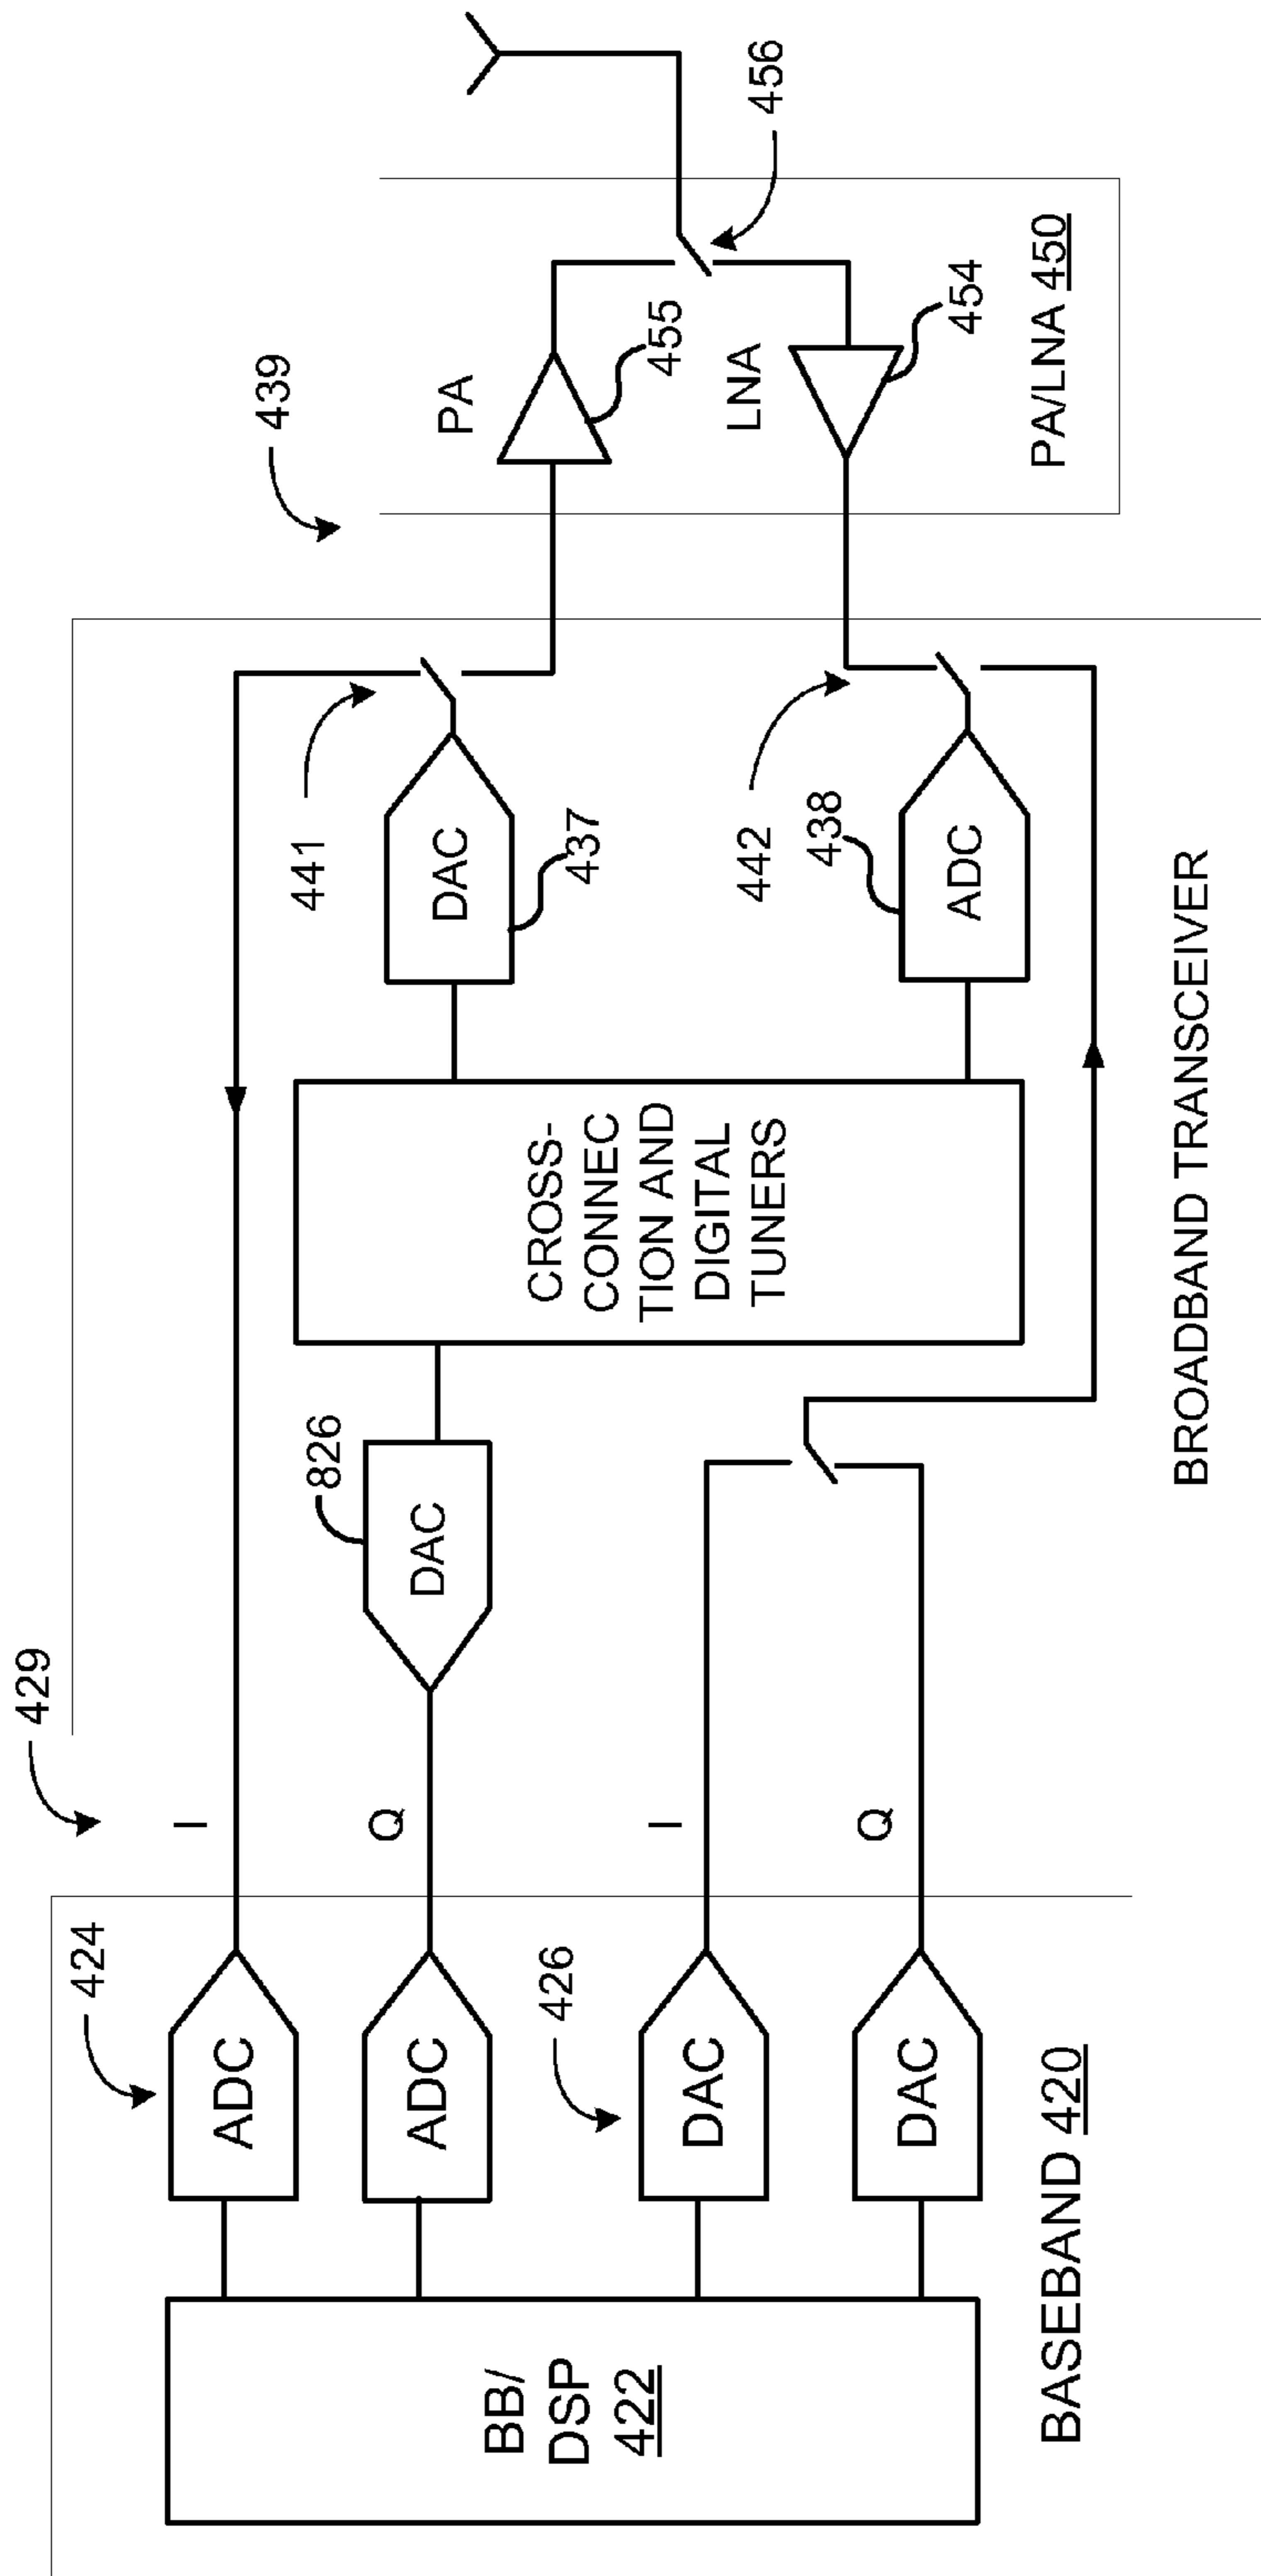 429
439
424
I
ADC
441
DAC
437
PA
455
456
826
DAC
Q
ADC
BB/
DSP
422
CROSS-
CONNEC
TION AND
DIGITAL
TUNERS
426
I
DAC
442
438
ADC
LNA
454
Q
DAC
BASEBAND 420
BROADBAND TRANSCEIVER
PA/LNA 450